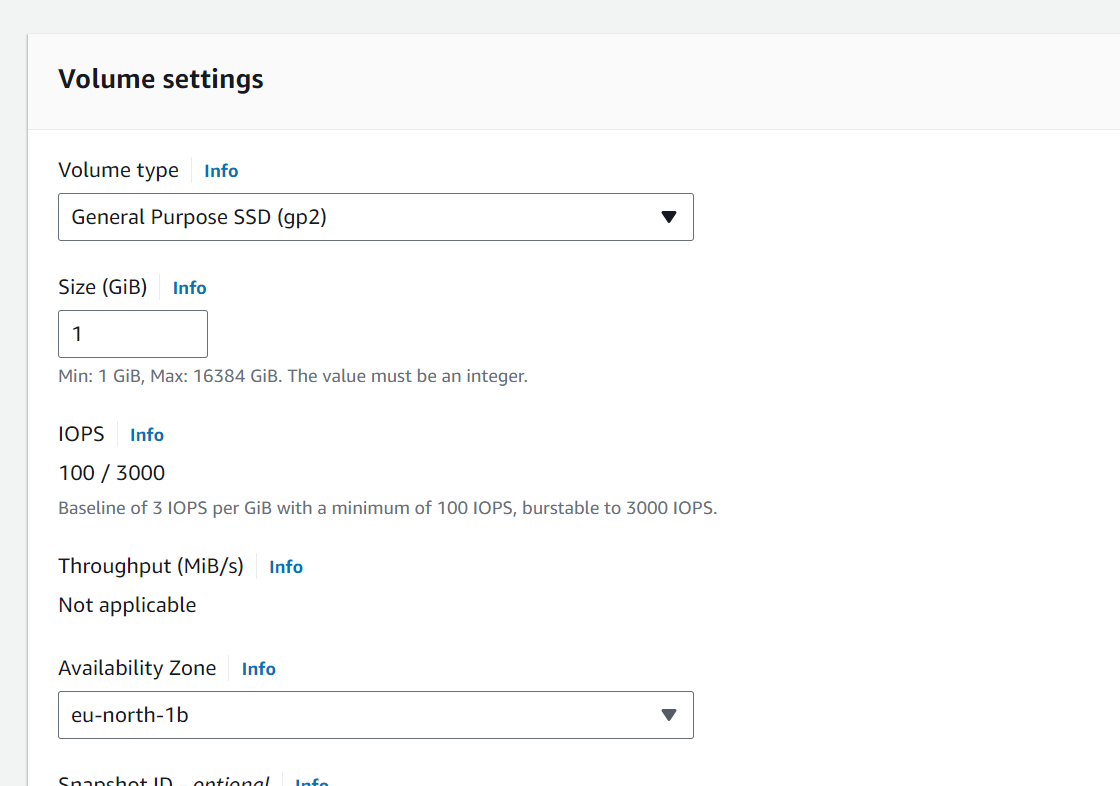 Volume settings
Volume type Info
General Purpose SSD (gp2)
Size (GiB) Info
1
Min: 1 GiB, Max: 16384 GiB. The value must be an integer.
IOPS Info
100 / 3000
Baseline of 3 IOPS per GiB with a minimum of 100 IOPS, burstable to 3000 IOPS.
Throughput (MiB/s) Info
Not applicable
Availability Zone Info
eu-north-1b
Snapshot ID - optional Info